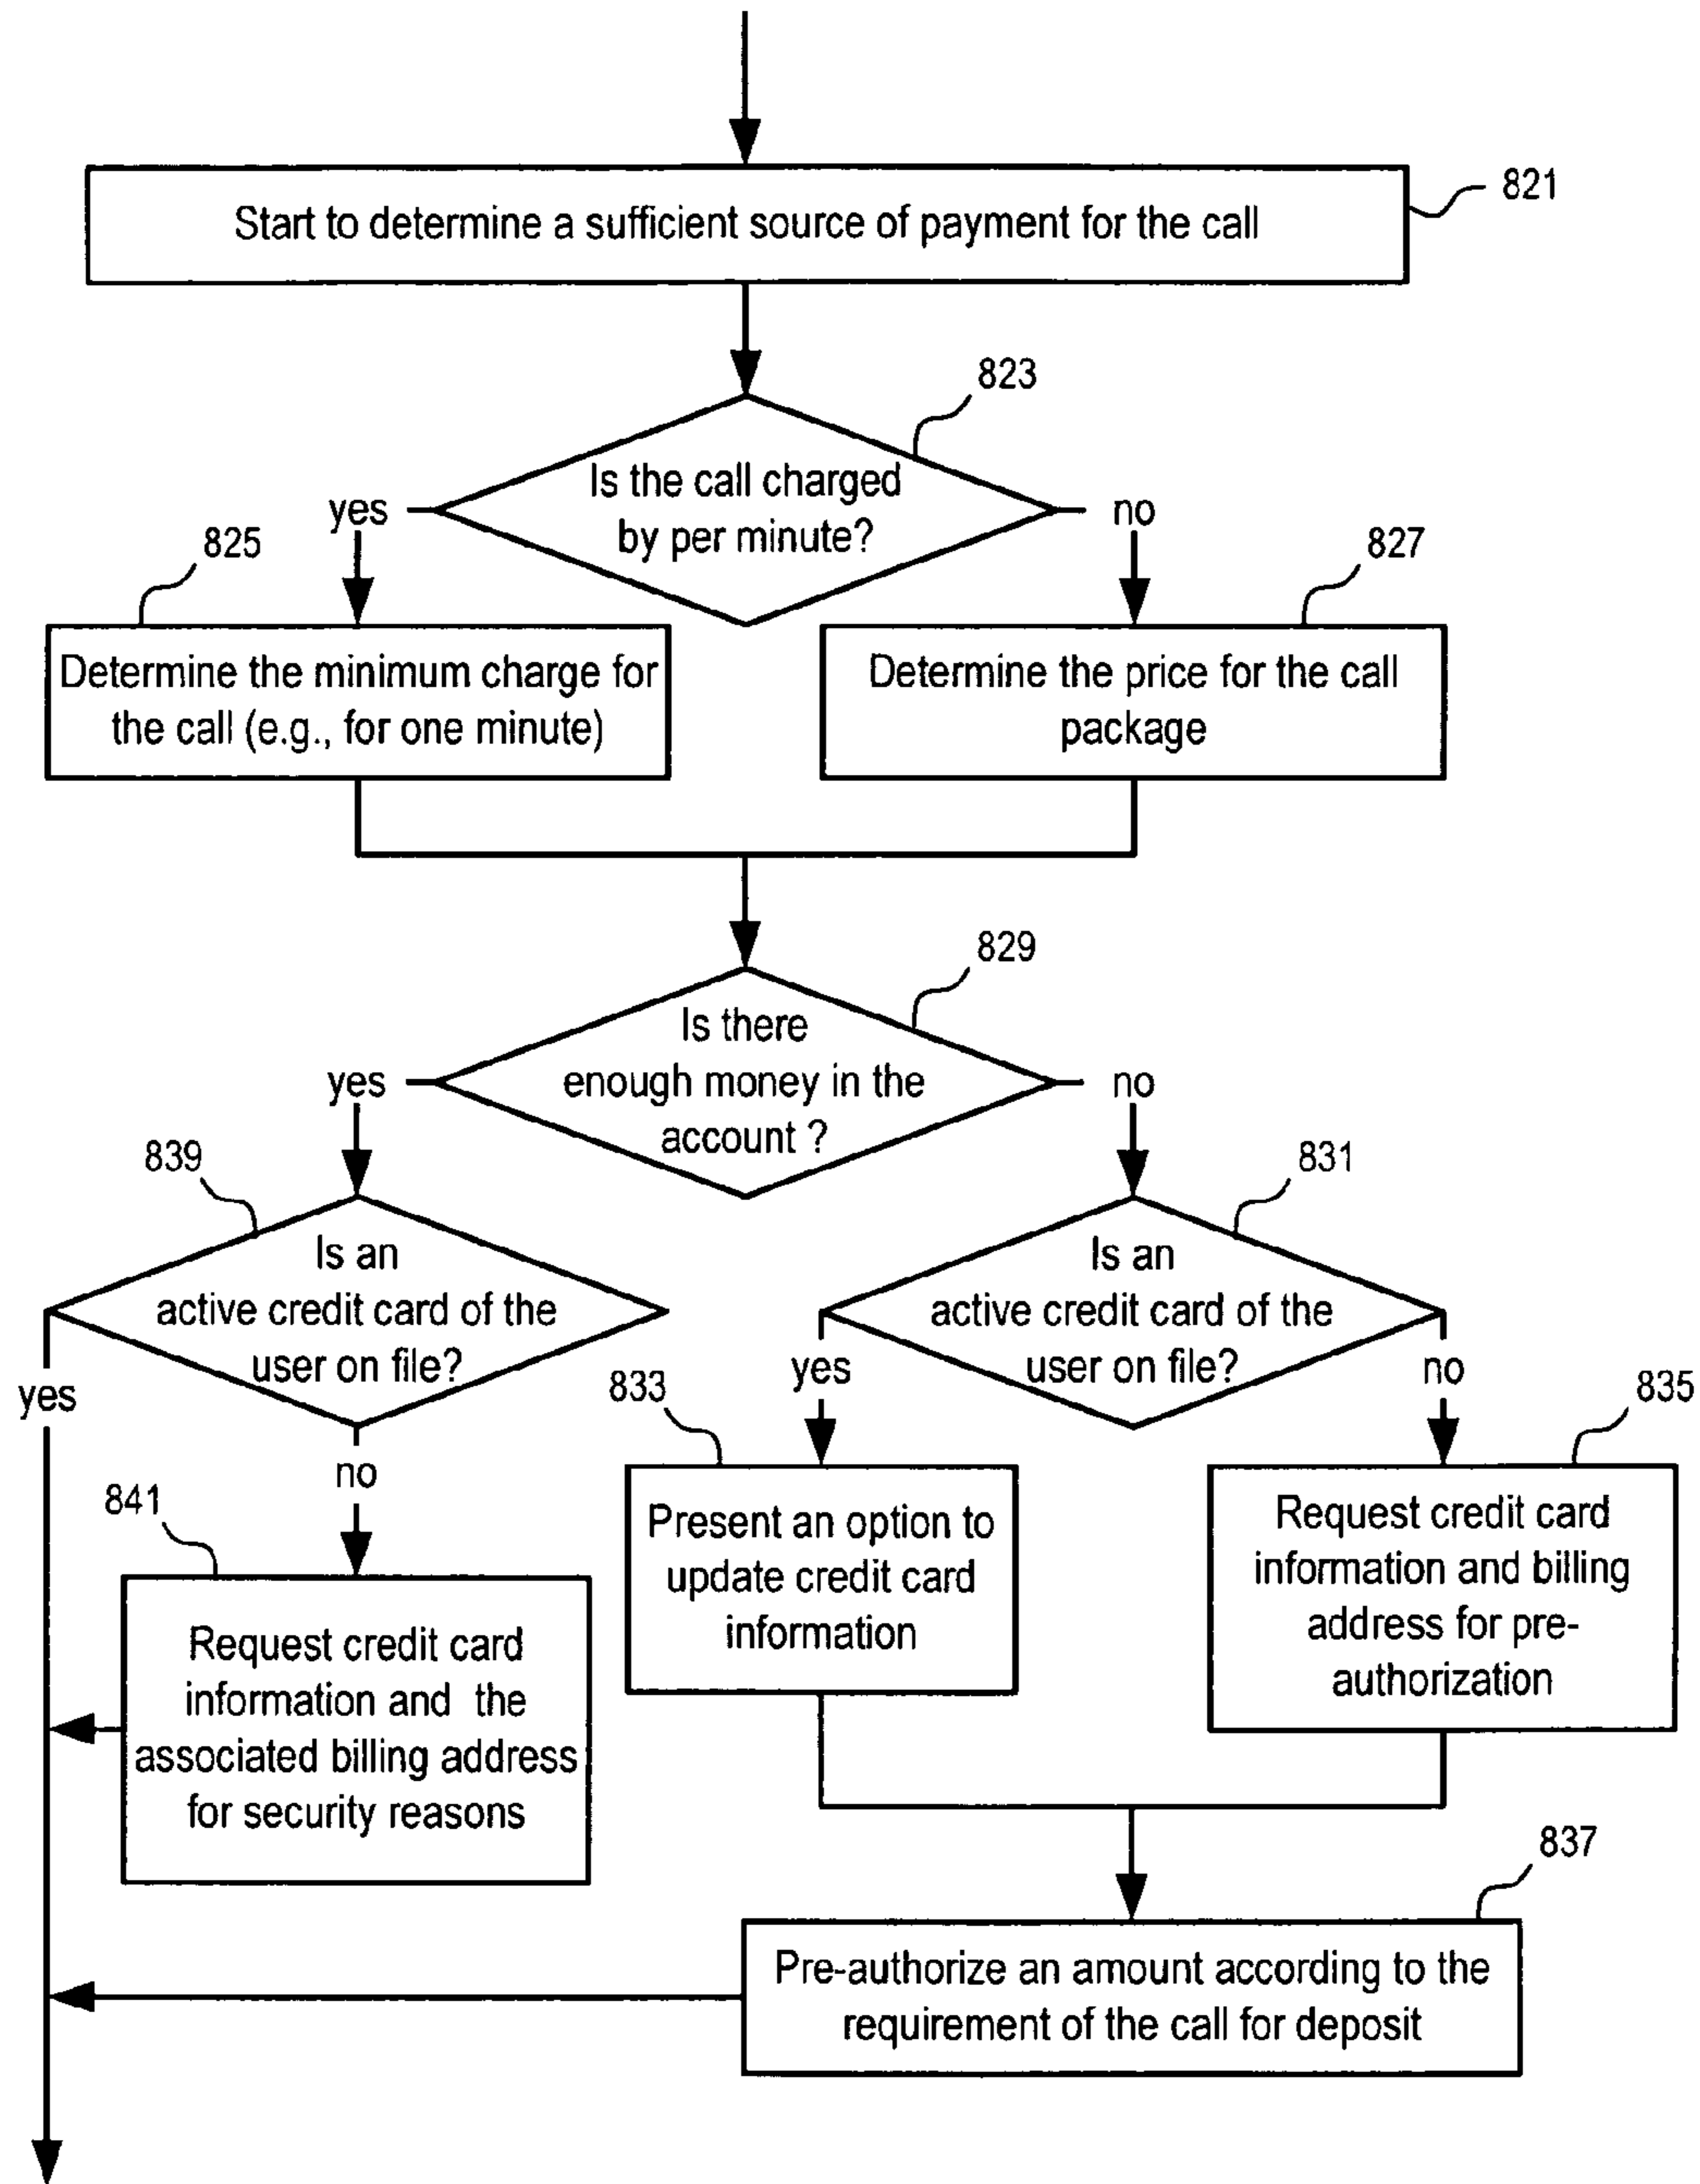 821
Start to determine a sufficient source of payment for the call
823
Is the call charged
by per minute?
yes
no
825
827
Determine the minimum charge for
the call (e.g., for one minute)
Determine the price for the call
package
829
Is there
enough money in the
account ?
yes
no
839
831
Is an
active credit card of the
user on file?
Is an
active credit card of the
user on file?
yes
no
yes
no
833
835
841
Present an option to
update credit card
information
Request credit card
information and billing
address for pre-
authorization
Request credit card
information and the
associated billing address
for security reasons
837
Pre-authorize an amount according to the
requirement of the call for deposit